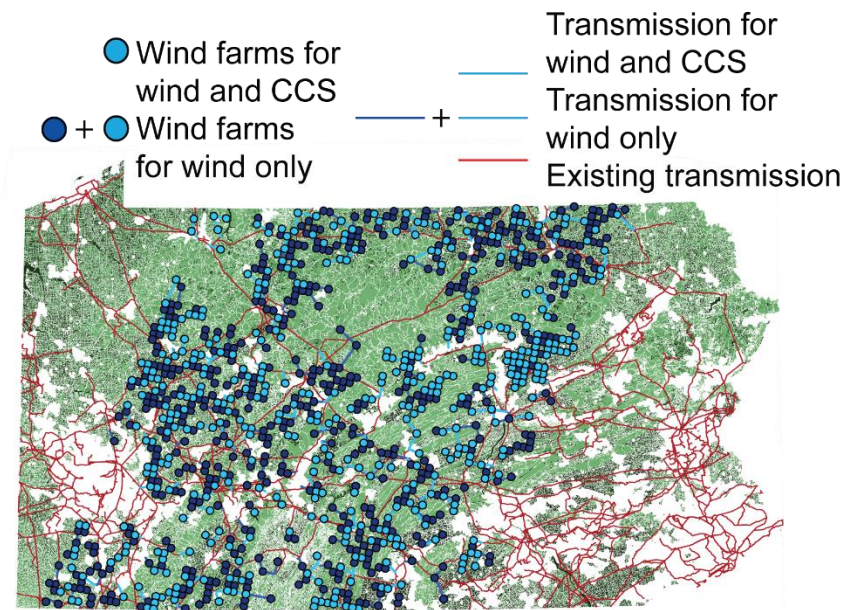 Wind farms for
wind and CCS
+ Wind farms
for wind only
Transmission for
wind and CCS
+ Transmission for
wind only
Existing transmission